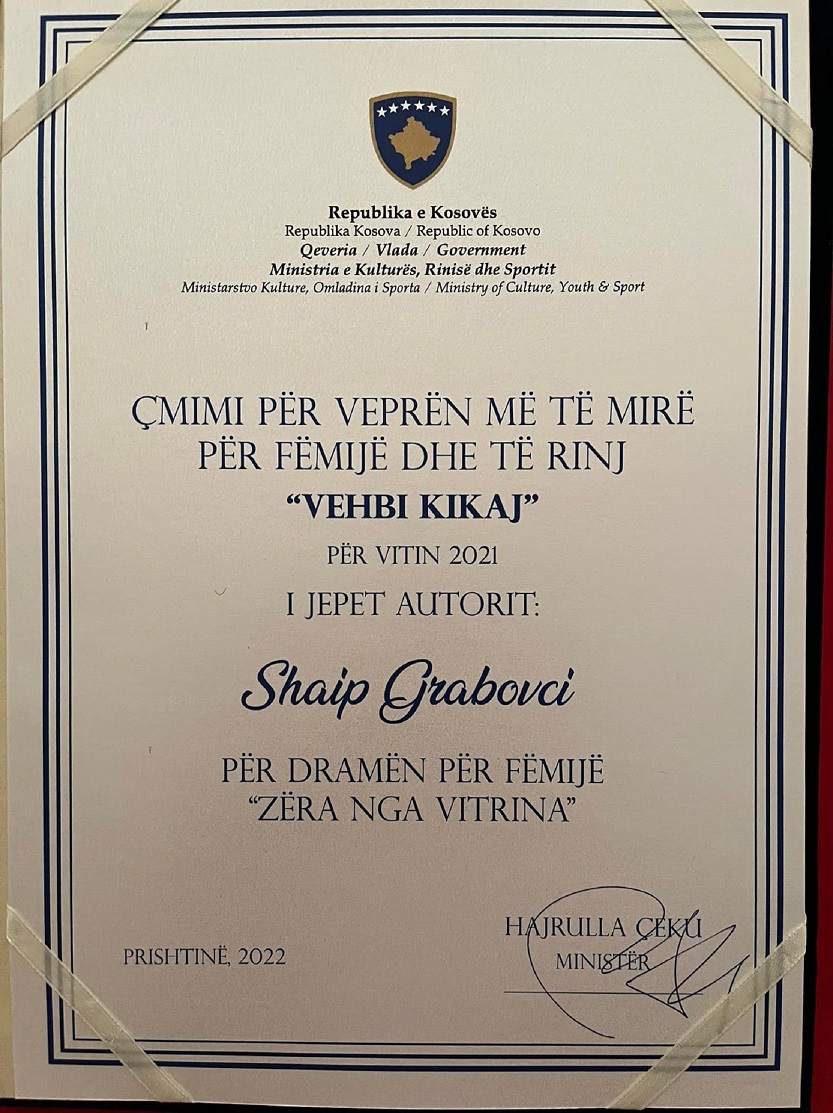 Republika e Kosovës
Republika Kosova / Republic of Kosovo
Qeveria / Vlada / Government
Ministria e Kulturës, Rinisë dhe Sportit
Ministarstvo Kulture, Omladina i Sporta / Ministry of Culture, Youth & Sport
ÇMIMI PËR VEPRËN MË TË MIRË
PËR FËMIJË DHE TË RINJ
“VEHBI KIKAJ”
PËR VITIN 2021
I JEPET AUTORIT:
Shaip Grabovci
PËR DRAMËN PËR FËMIJË
“ZËRA NGA VITRINA”
HAJRULLA ÇEKU
PRISHTINË, 2022
MINISTËR